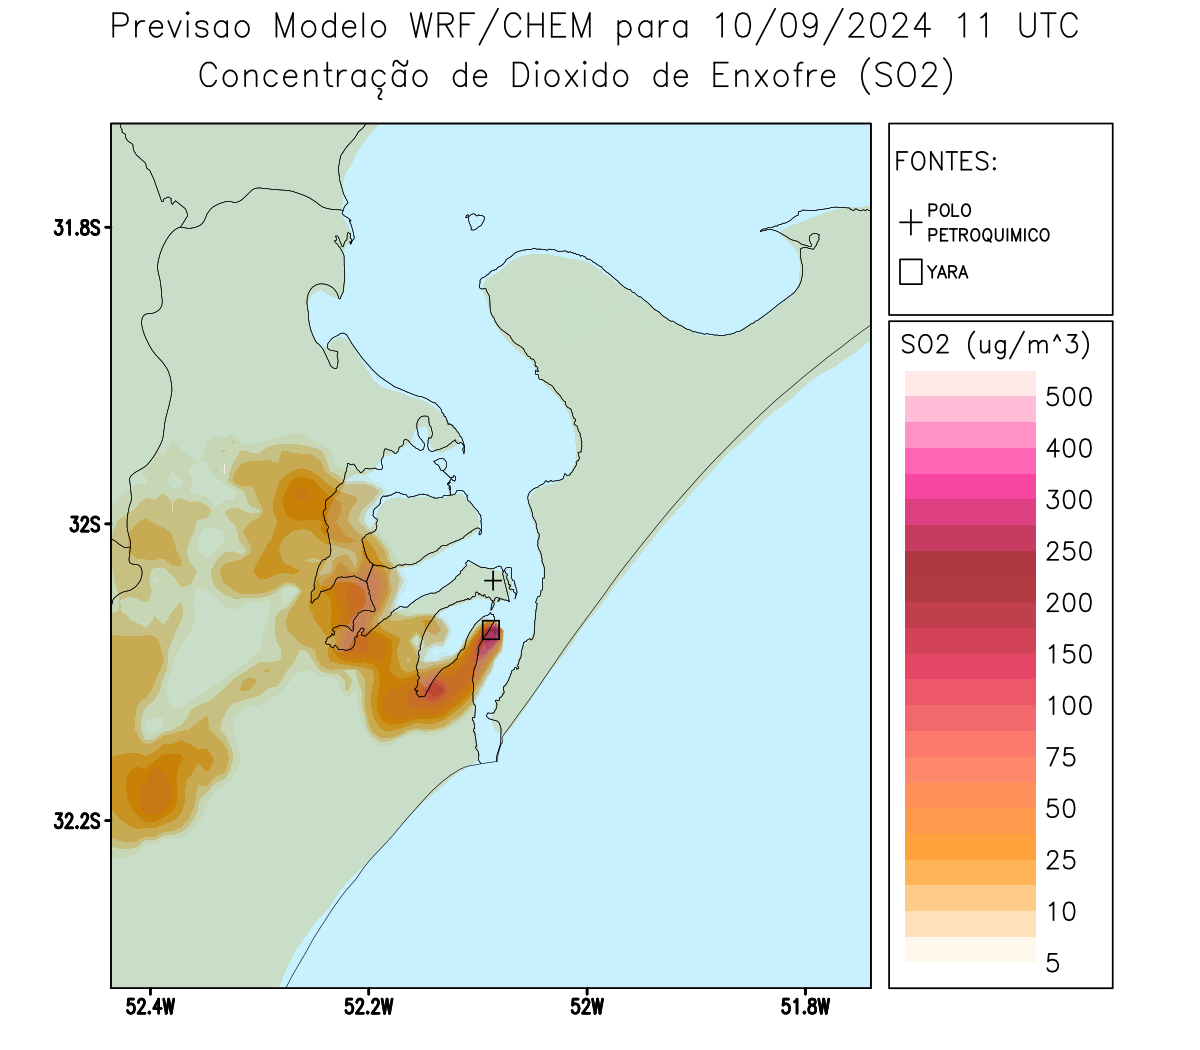 Previsao Modelo WRF/CHEM para 10/09/2024 11 UTC
Concentração de Dioxido de Enxofre (SO2)
FONTES:
POLO
PETROQUIMICO
YARA
SO2 (ug/m^3)
500
400
300
250
200
150
100
75
50
25
10
5
31.8S
32S
32.2S
52.4W
52.2W
52W
51.8W